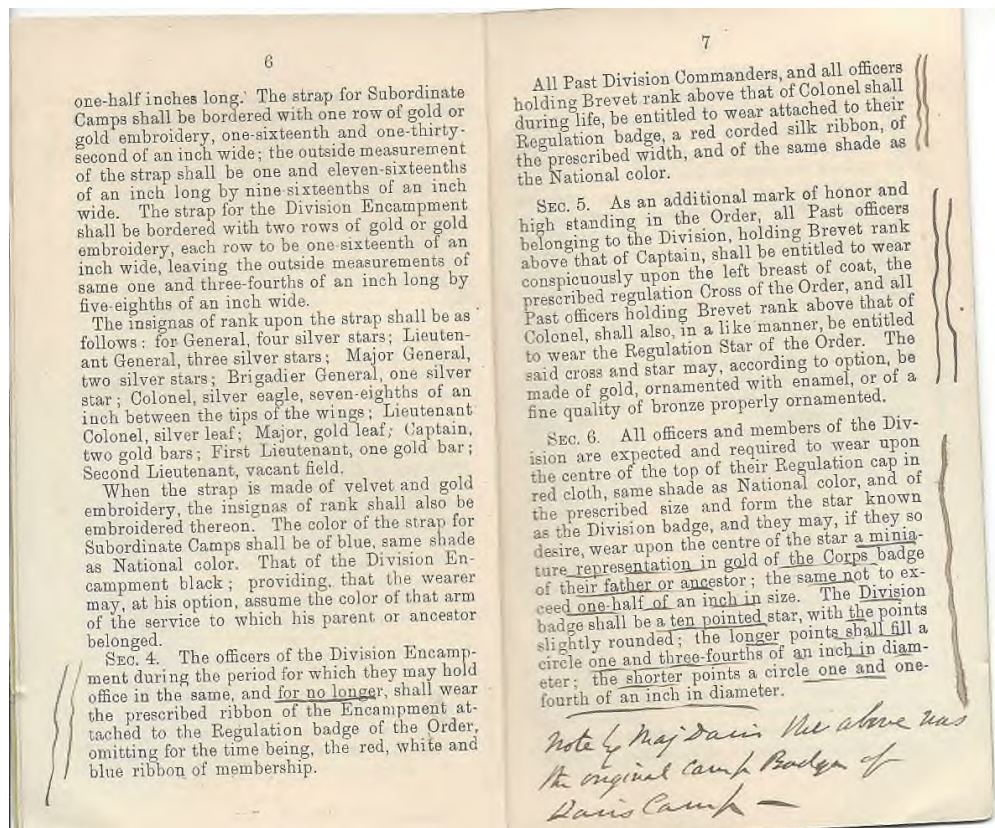 6
one-half inches long. The strap for Subordinate
Camps shall be bordered with one row of gold or
gold embroidery, one-sixteenth and one-thirty-
second of an inch wide; the outside measurement
of the strap shall be one and eleven-sixteenths
of an inch long by nine-sixteenths of an inch
wide. The strap for the Division Encampment
shall be bordered with two rows of gold or gold
embroidery, each row to be one-sixteenth of an
inch wide, leaving the outside measurements of
same one and three-fourths of an inch long by
five-eighths of an inch wide.
The insignas of rank upon the strap shall be as
follows: for General, four silver stars; Lieuten-
ant General, three silver stars; Major General,
two silver stars; Brigadier General, one silver
star; Colonel, silver eagle, seven-eighths of an
inch between the tips of the wings; Lieutenant
Colonel, silver leaf; Major, gold leaf; Captain,
two gold bars; First Lieutenant, one gold bar;
Second Lieutenant, vacant field.
When the strap is made of velvet and gold
embroidery, the insignas of rank shall also be
embroidered thereon. The color of the strap for
Subordinate Camps shall be of blue, same shade
as National color. That of the Division En-
campment black; providing, that the wearer
may, at his option, assume the color of that arm
of the service to which his parent or ancestor
belonged.
SEC. 4. The officers of the Division Encamp-
ment during the period for which they may hold
office in the same, and for no longer, shall wear
the prescribed ribbon of the Encampment at-
tached to the Regulation badge of the Order,
omitting for the time being, the red, white and
blue ribbon of membership.
7
All Past Division Commanders, and all officers
holding Brevet rank above that of Colonel shall
during life, be entitled to wear attached to their
Regulation badge, a red corded silk ribbon, of
the prescribed width, and of the same shade as
the National color.
SEC. 5. As an additional mark of honor and
high standing in the Order, all Past officers
belonging to the Division, holding Brevet rank
above that of Captain, shall be entitled to wear
conspicuously upon the left breast of coat, the
prescribed regulation Cross of the Order, and all
Past officers holding Brevet rank above that of
Colonel, shall also, in a like manner, be entitled
to wear the Regulation Star of the Order. The
said cross and star may, according to option, be
made of gold, ornamented with enamel, or of a
fine quality of bronze properly ornamented.
SEC. 6. All officers and members of the Div-
ision are expected and required to wear upon
the centre of the top of their Regulation cap in
red cloth, same shade as National color, and of
the prescribed size and form the star known
as the Division badge, and they may, if they so
desire, wear upon the centre of the star a minia-
ture representation in gold of the Corps badge
of their father or ancestor; the same not to ex-
ceed one-half of an inch in size. The Division
badge shall be a ten pointed star, with the points
slightly rounded; the longer points shall fill a
circle one and three-fourths of an inch in diam-
eter; the shorter points a circle one and one-
fourth of an inch in diameter.
Note by Maj Davis the above was
the original Camp Badge of
Davis Camp —